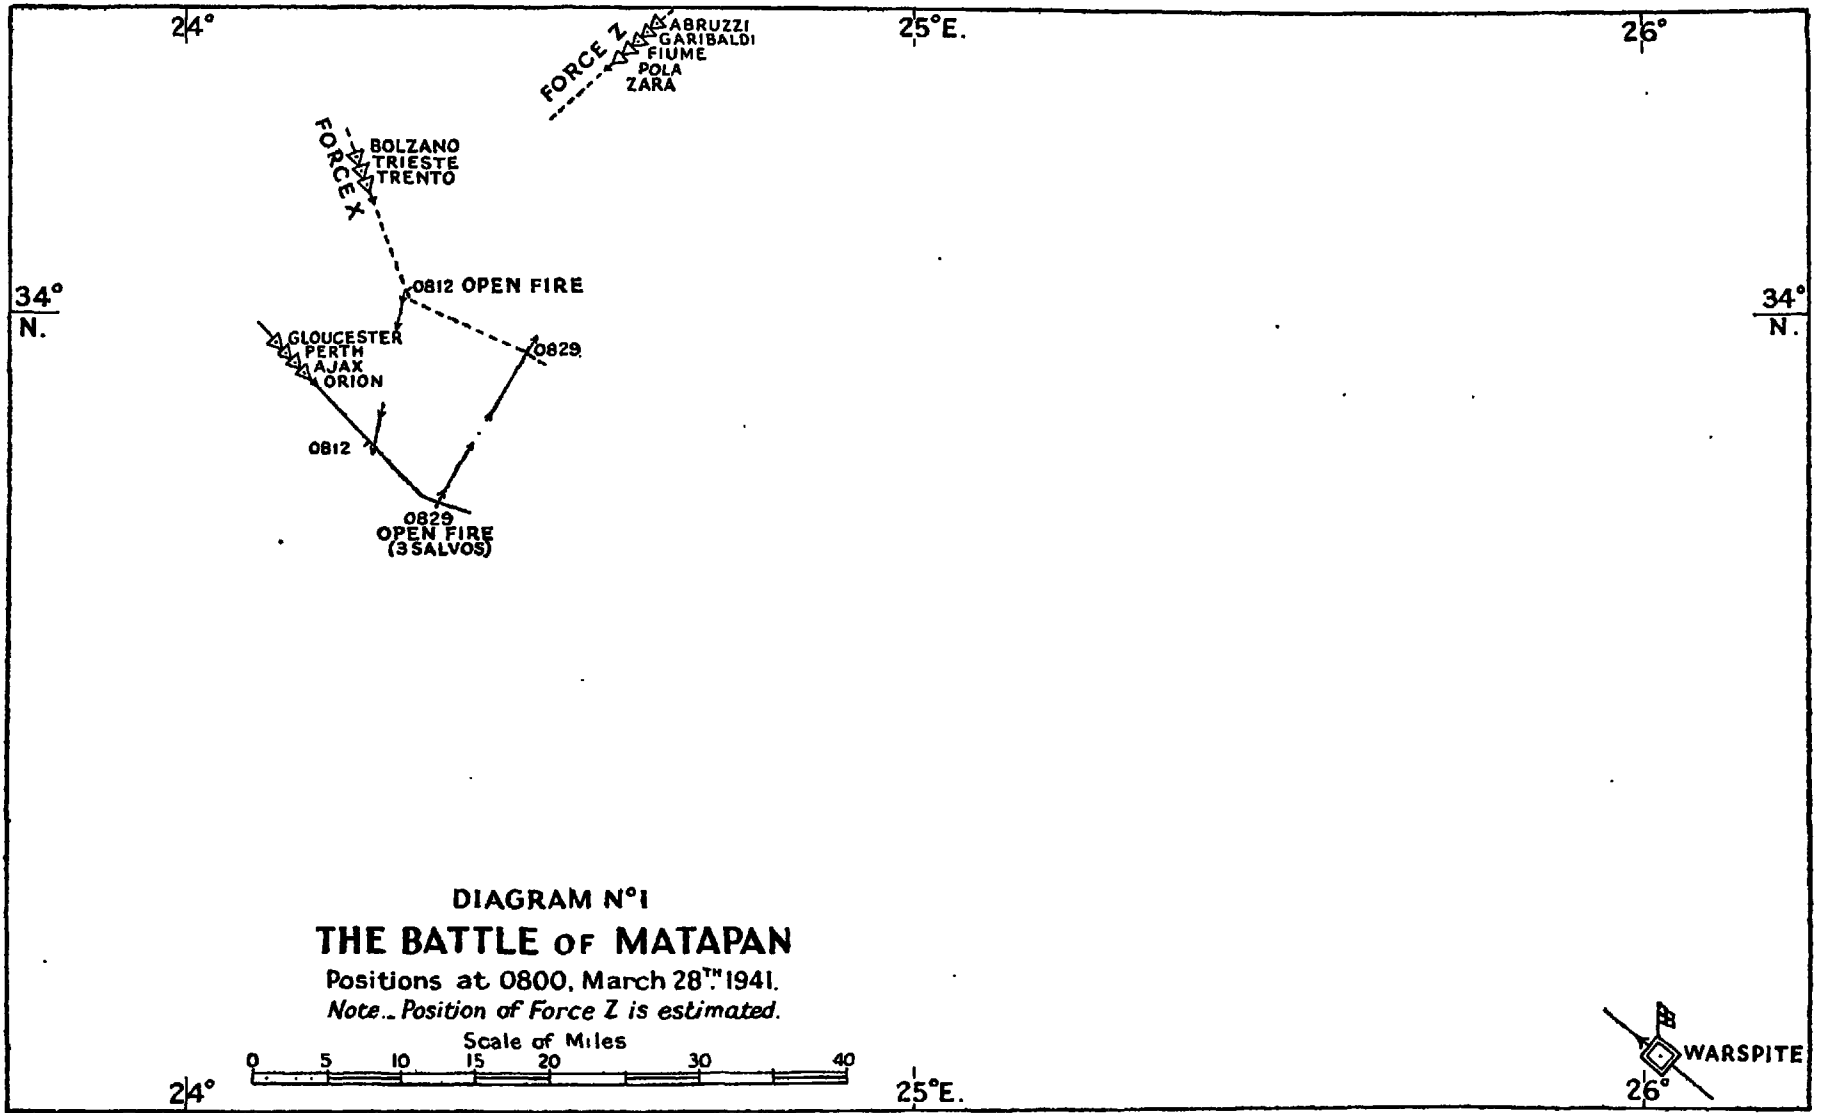 24°
25°E.
26°
FORCE Z
ABRUZZI
GARIBALDI
FIUME
POLA
ZARA
FORCE X
BOLZANO
TRIESTE
TRENTO
0812 OPEN FIRE
34°
N.
34°
N.
GLOUCESTER
PERTH
AJAX
ORION
0829
0812
0829
OPEN FIRE
(3 SALVOS)
DIAGRAM N°1
THE BATTLE OF MATAPAN
Positions at 0800, March 28TH 1941.
Note._ Position of Force Z is estimated.
Scale of Miles
0 5 10 15 20 30 40
WARSPITE
24°
25°E.
26°